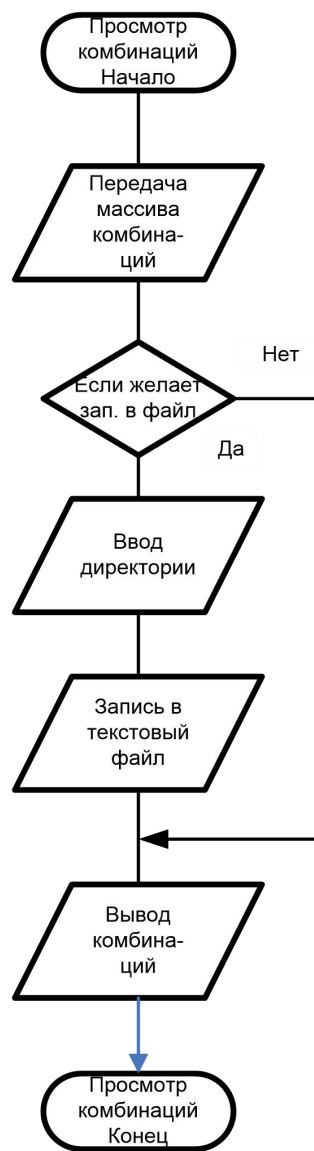 Просмотр
комбинаций
Начало
Передача
массива
комбина-
ций
Нет
Если желает
зап. в файл
Да
Ввод
директории
Запись в
текстовый
файл
Вывод
комбина-
ций
Просмотр
комбинаций
Конец